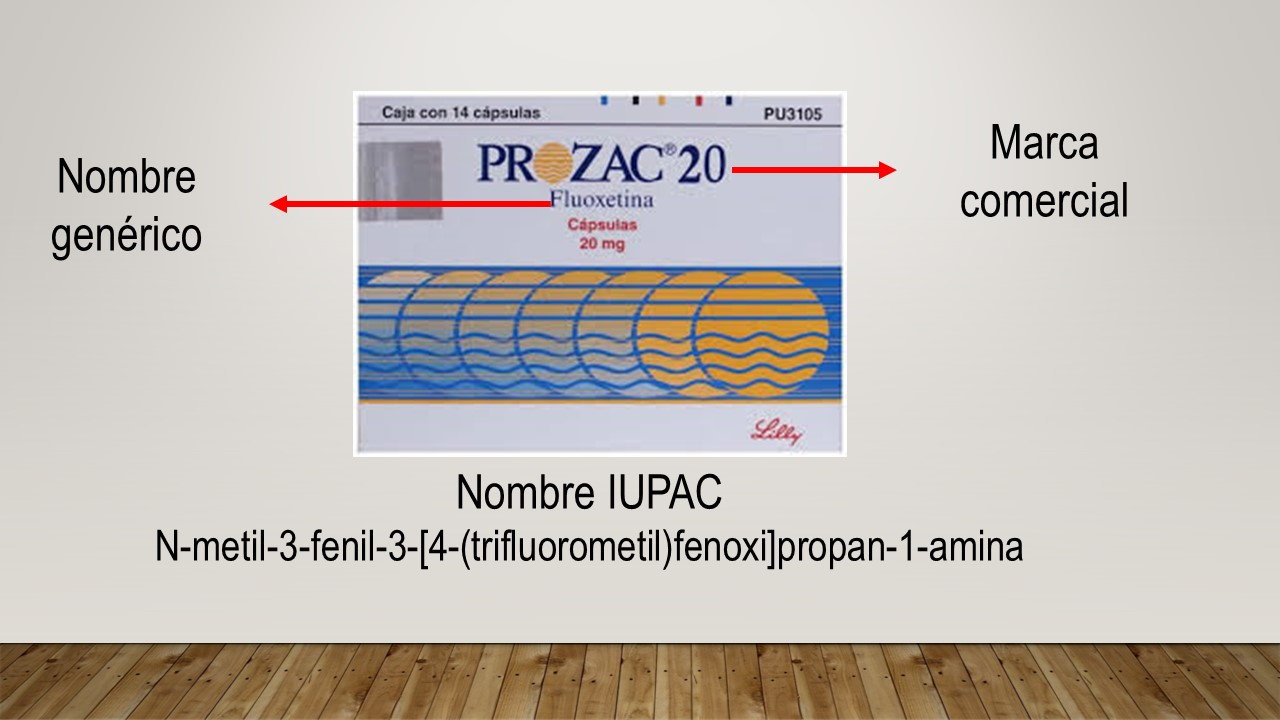 Caja con 14 cápsulas
PU3105
PROZAC® 20
Fluoxetina
Cápsulas
20 mg
Lilly
Nombre
genérico
Marca
comercial
Nombre IUPAC
N-metil-3-fenil-3-[4-(trifluorometil)fenoxi]propan-1-amina